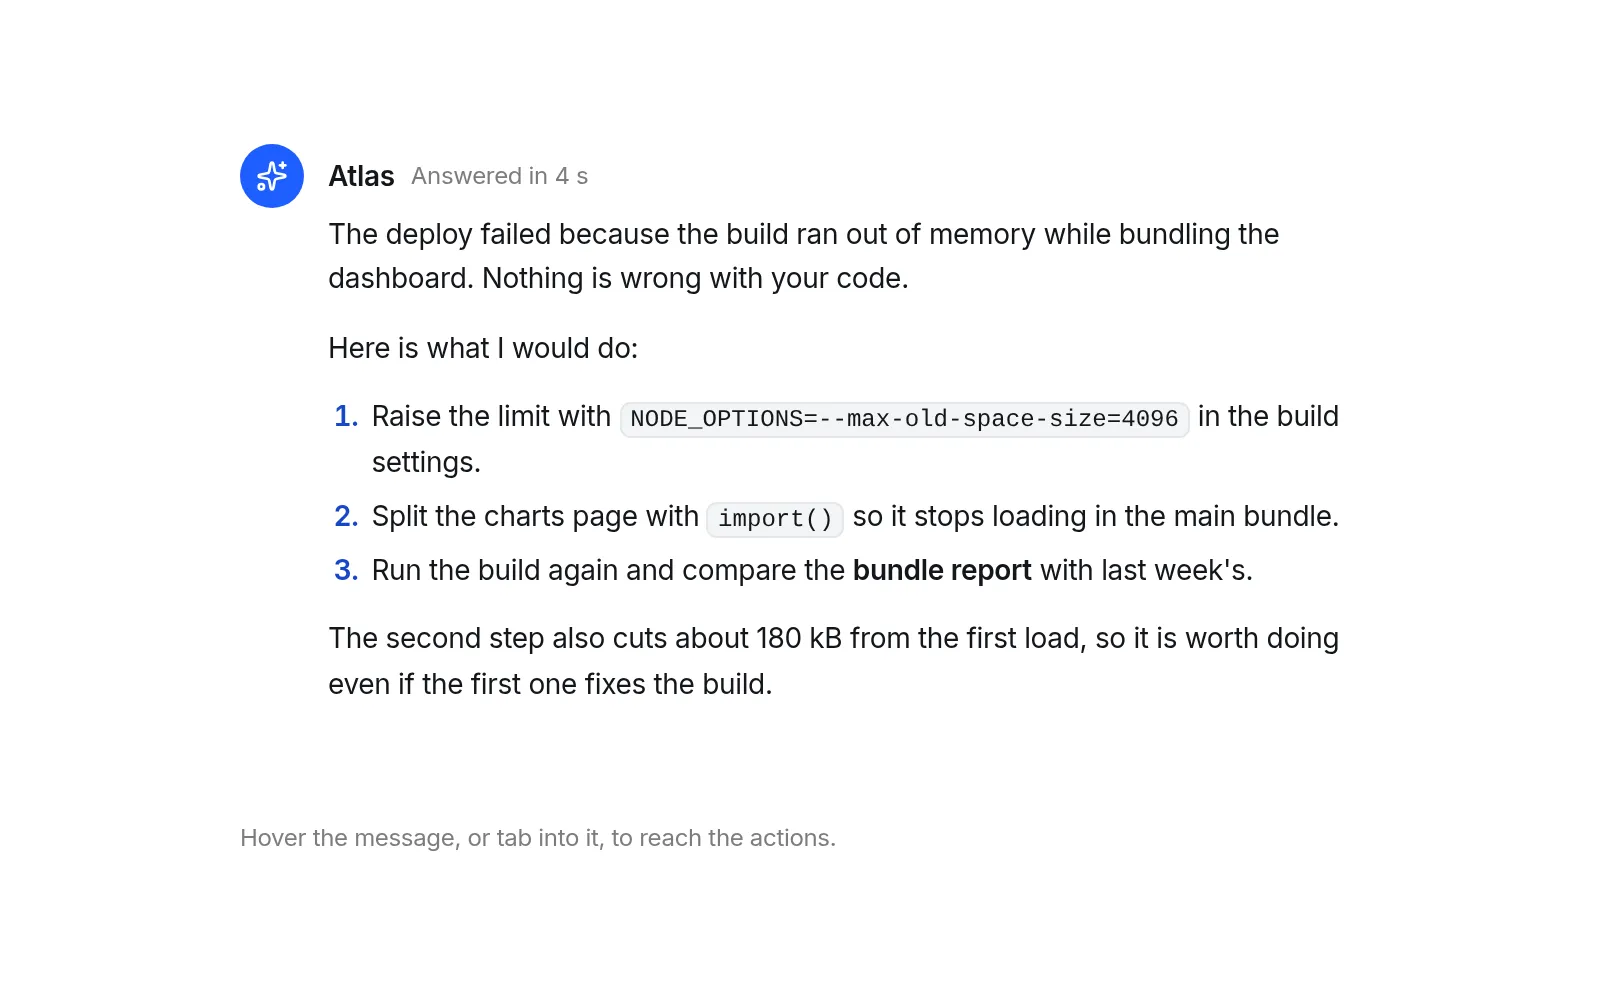 Atlas Answered in 4 s
The deploy failed because the build ran out of memory while bundling the
dashboard. Nothing is wrong with your code.
Here is what I would do:
1. Raise the limit with NODE_OPTIONS=--max-old-space-size=4096 in the build
settings.
2. Split the charts page with import() so it stops loading in the main bundle.
3. Run the build again and compare the bundle report with last week's.
The second step also cuts about 180 kB from the first load, so it is worth doing
even if the first one fixes the build.
Hover the message, or tab into it, to reach the actions.